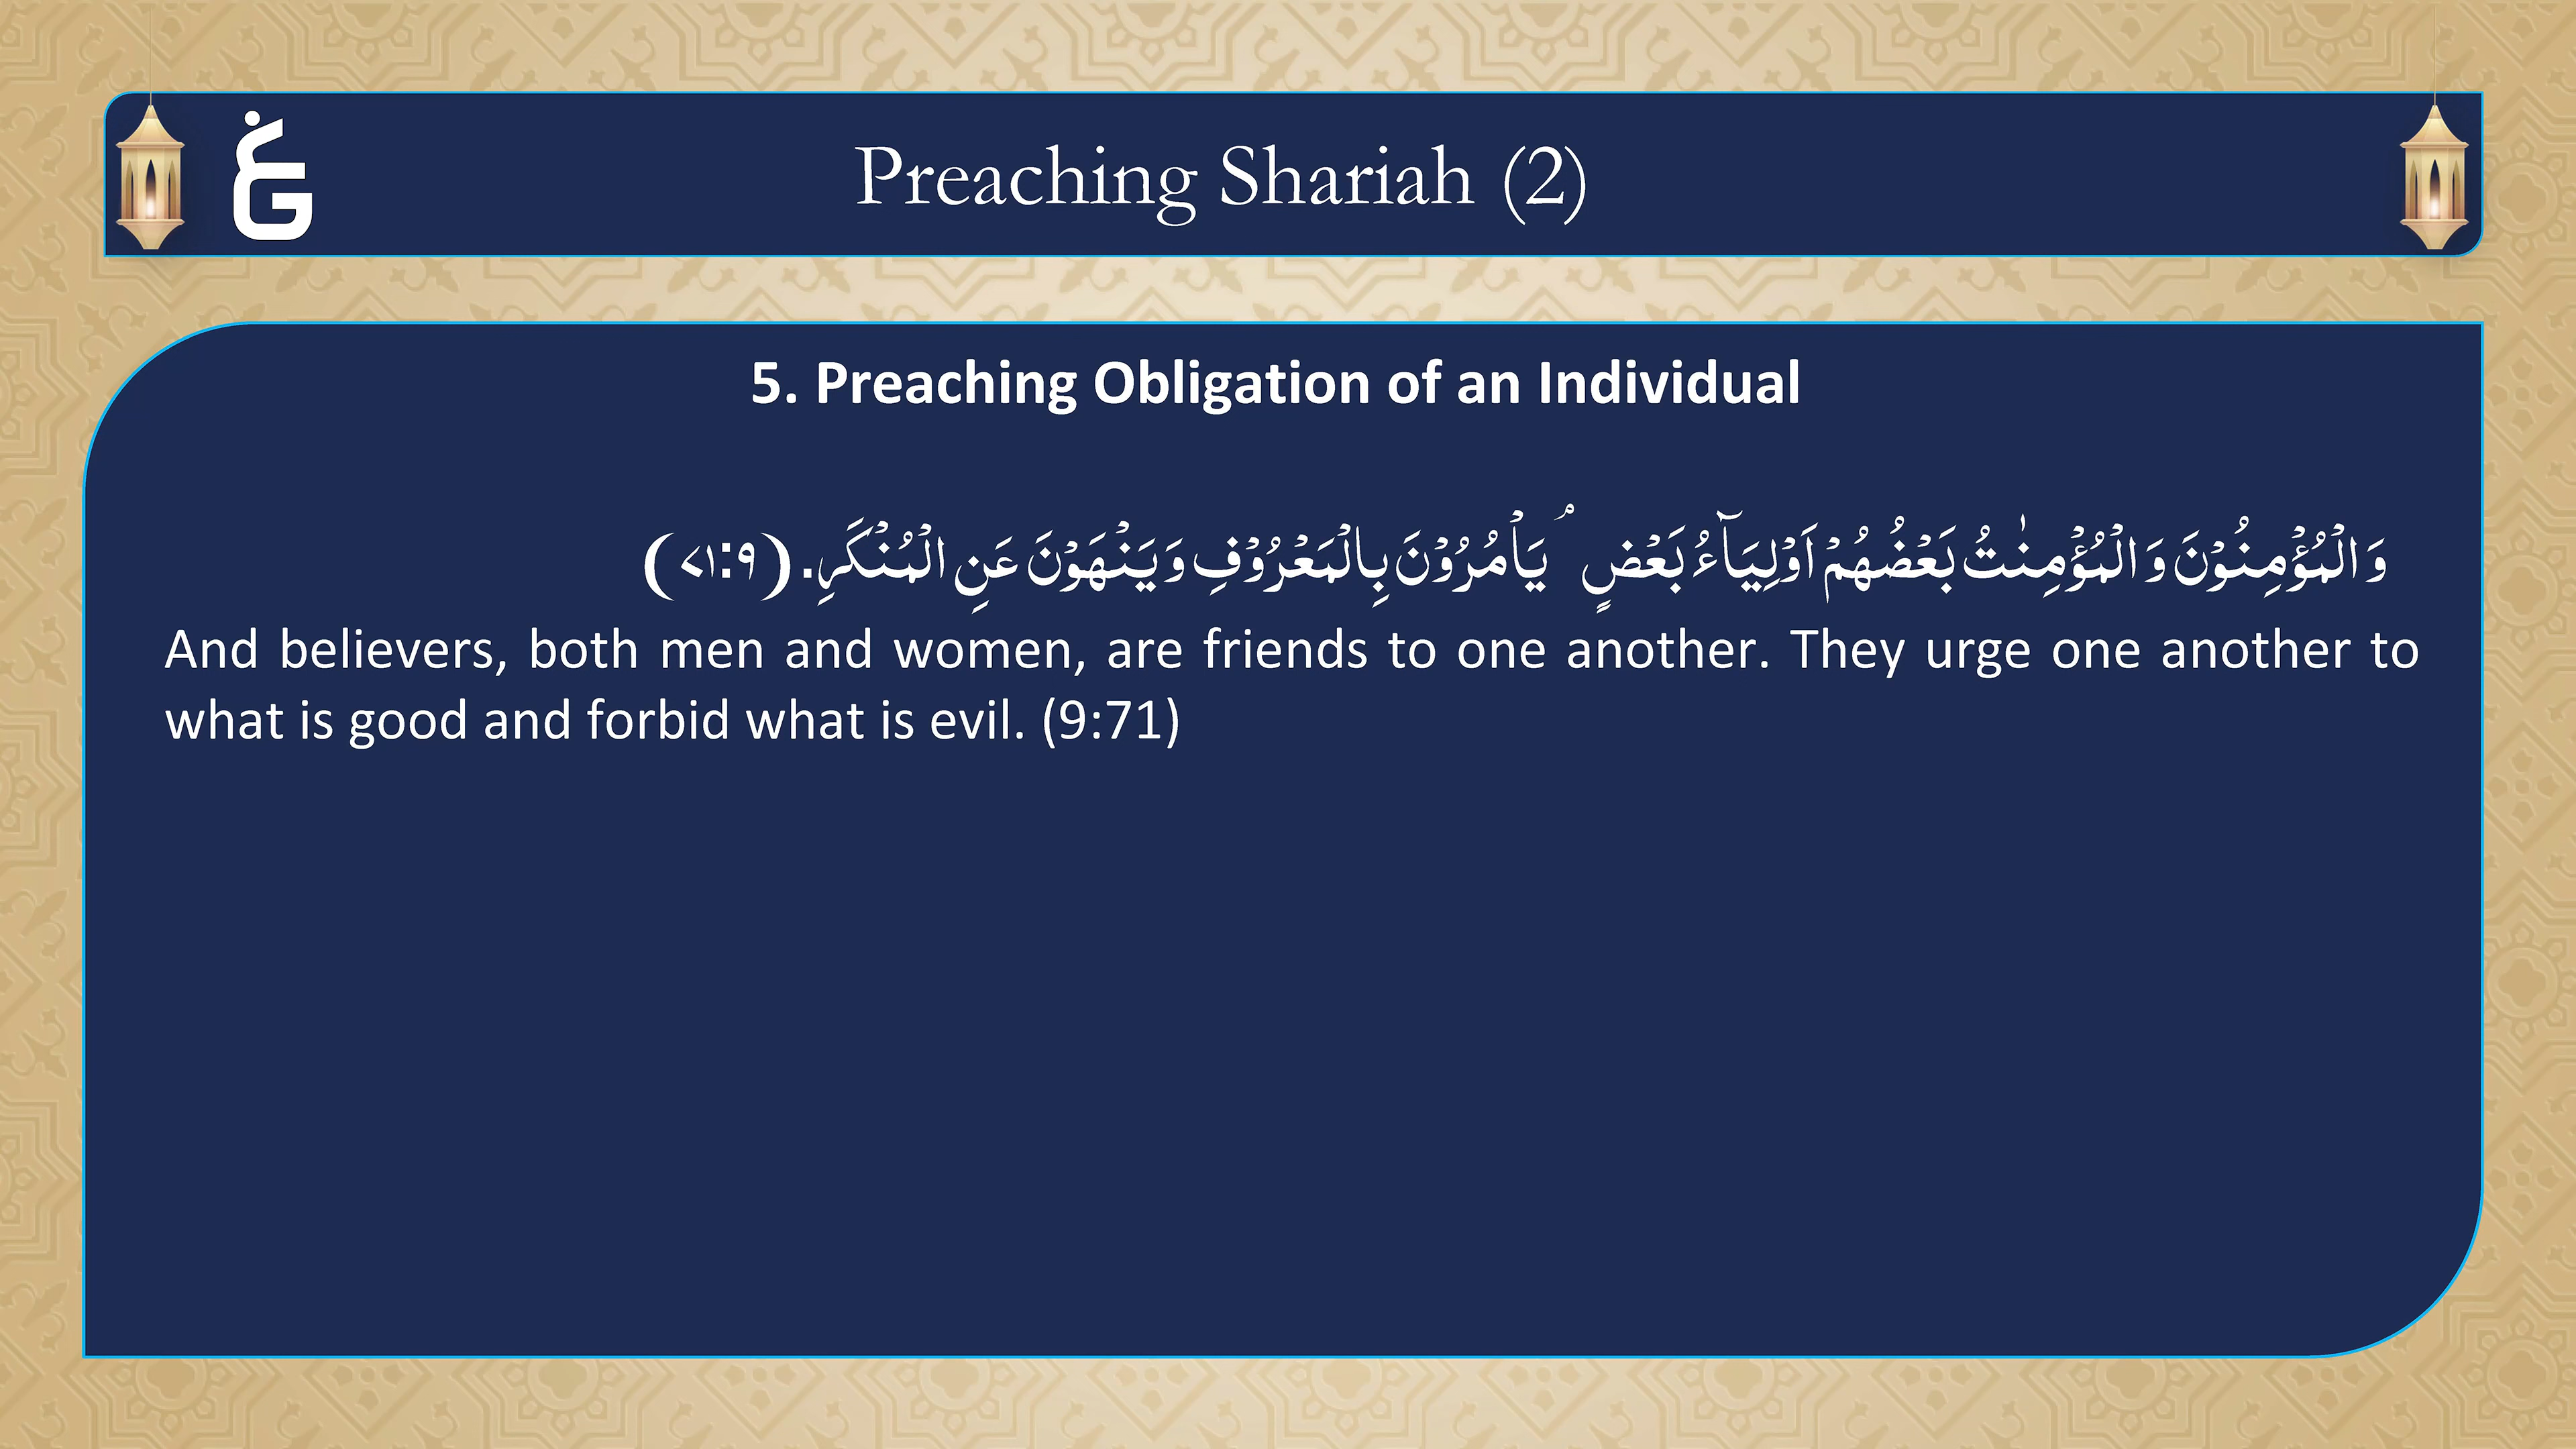 غ
G
Preaching Shariah (2)
5. Preaching Obligation of an Individual
وَالْمُؤْمِنُوْنَ وَالْمُؤْمِنٰتُ بَعْضُهُمْ اَوْلِيَآءُ بَعْضٍ ۘ يَاْمُرُوْنَ بِالْمَعْرُوْفِ وَيَنْهَوْنَ عَنِ الْمُنْكَرِ. (۹:۷۱)
And believers, both men and women, are friends to one another. They urge one another to
what is good and forbid what is evil. (9:71)